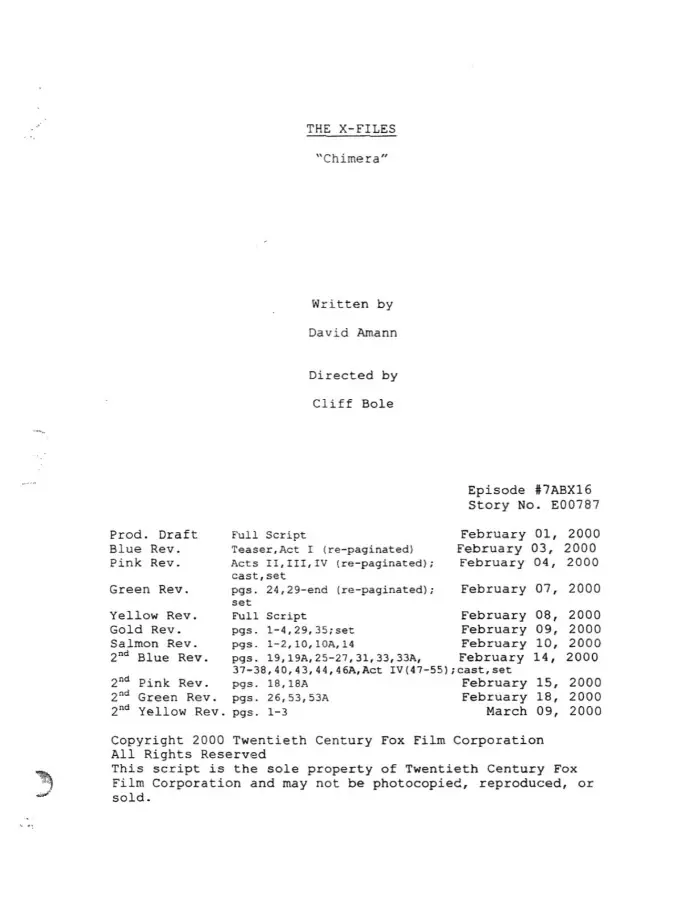 THE X-FILES
"Chimera"
Written by
David Amann
Directed by
Cliff Bole
Episode #7ABX16
Story No. E00787
Prod. Draft Full Script February 01, 2000
Blue Rev. Teaser,Act I (re-paginated) February 03, 2000
Pink Rev. Acts II,III,IV (re-paginated); February 04, 2000
cast,set
Green Rev. pgs. 24,29-end (re-paginated); February 07, 2000
set
Yellow Rev. Full Script February 08, 2000
Gold Rev. pgs. 1-4,29,35;set February 09, 2000
Salmon Rev. pgs. 1-2,10,10A,14 February 10, 2000
2nd Blue Rev. pgs. 19,19A,25-27,31,33,33A, February 14, 2000
37-38,40,43,44,46A,Act IV(47-55);cast,set
2nd Pink Rev. pgs. 18,18A February 15, 2000
2nd Green Rev. pgs. 26,53,53A February 18, 2000
2nd Yellow Rev. pgs. 1-3 March 09, 2000
Copyright 2000 Twentieth Century Fox Film Corporation
All Rights Reserved
This script is the sole property of Twentieth Century Fox
Film Corporation and may not be photocopied, reproduced, or
sold.